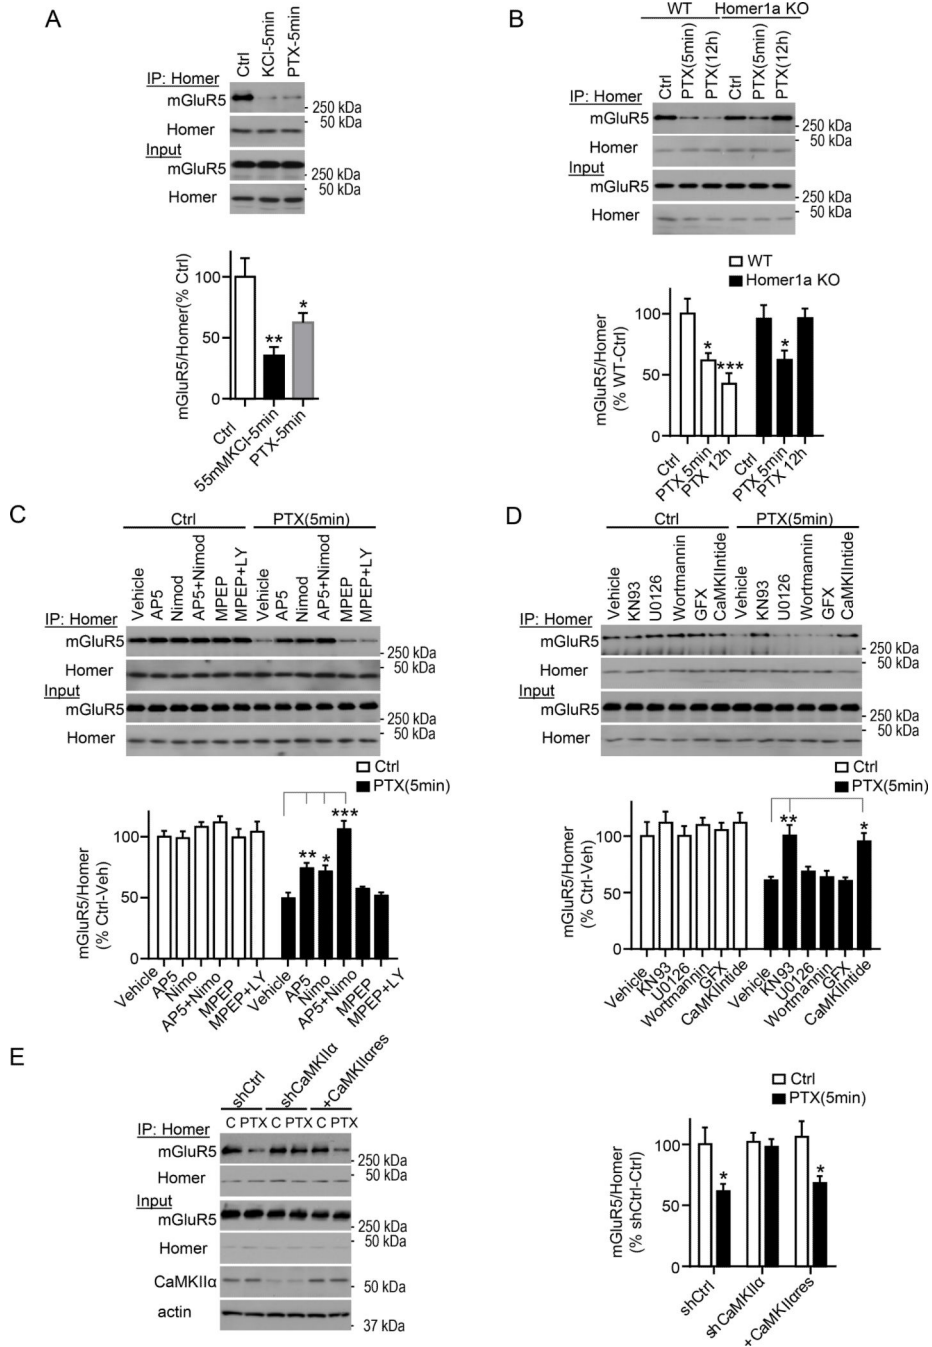 A
Ctrl
KCl-5min
PTX-5min
IP: Homer
mGluR5
250 kDa
50 kDa
Homer
Input
mGluR5
250 kDa
50 kDa
Homer
mGluR5/Homer(% Ctrl)
100
50
0
**
*
Ctrl
55mMKCl-5min
PTX-5min
B
WT
Homer1a KO
Ctrl
PTX(5min)
PTX(12h)
Ctrl
PTX(5min)
PTX(12h)
IP: Homer
mGluR5
250 kDa
50 kDa
Homer
Input
mGluR5
250 kDa
50 kDa
Homer
WT
Homer1a KO
mGluR5/Homer
(% WT-Ctrl)
100
50
0
*
***
*
Ctrl
PTX 5min
PTX 12h
Ctrl
PTX 5min
PTX 12h
C
Ctrl
PTX(5min)
Vehicle
AP5
Nimod
AP5+Nimod
MPEP
MPEP+LY
Vehicle
AP5
Nimod
AP5+Nimod
MPEP
MPEP+LY
IP: Homer
mGluR5
250 kDa
50 kDa
Homer
Input
mGluR5
250 kDa
50 kDa
Homer
Ctrl
PTX(5min)
mGluR5/Homer
(% Ctrl-Veh)
100
50
0
**
*
***
Vehicle
AP5
Nimo
AP5+Nimo
MPEP
MPEP+LY
Vehicle
AP5
Nimo
AP5+Nimo
MPEP
MPEP+LY
D
Ctrl
PTX(5min)
Vehicle
KN93
U0126
Wortmannin
GFX
CaMKIIntide
Vehicle
KN93
U0126
Wortmannin
GFX
CaMKIIntide
IP: Homer
mGluR5
250 kDa
50 kDa
Homer
Input
mGluR5
250 kDa
50 kDa
Homer
Ctrl
PTX(5min)
mGluR5/Homer
(% Ctrl-Veh)
100
50
0
**
*
Vehicle
KN93
U0126
Wortmannin
GFX
CaMKIIntide
Vehicle
KN93
U0126
Wortmannin
GFX
CaMKIIntide
E
shCtrl
shCaMKIIα
+CaMKIIαres
C PTX C PTX C PTX
IP: Homer
mGluR5
250 kDa
50 kDa
Homer
Input
mGluR5
250 kDa
50 kDa
Homer
CaMKIIα
50 kDa
actin
37 kDa
Ctrl
PTX(5min)
mGluR5/Homer
(% shCtrl-Ctrl)
100
50
0
*
*
shCtrl
shCaMKIIα
+CaMKIIαres